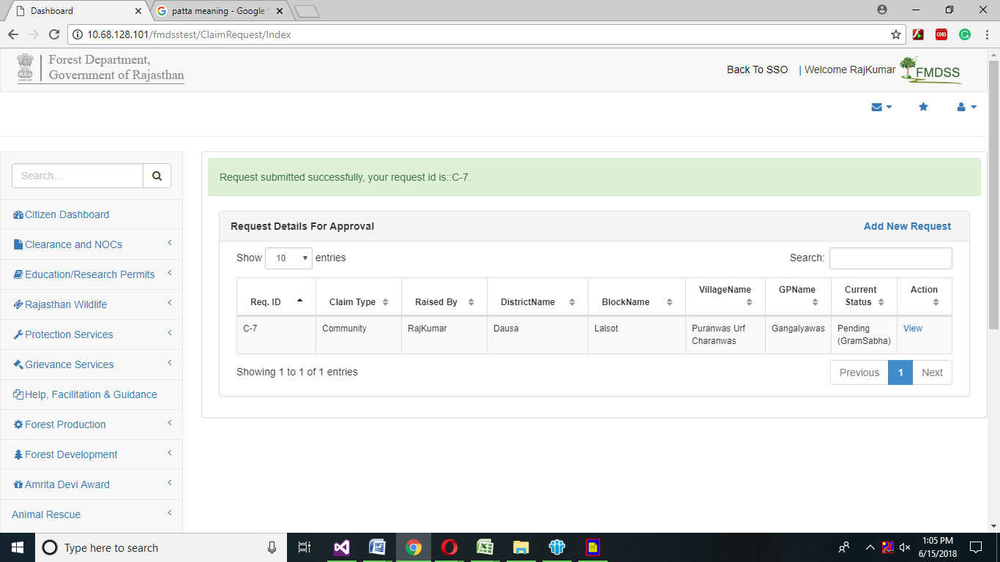 Dashboard
patta meaning - Google S
10.68.128.101/fmdsstest/ClaimRequest/Index
CORS
Forest Department,
Government of Rajasthan
Back To SSO | Welcome RajKumar
FMDSS
Search...
Request submitted successfully, your request id is::C-7.
Citizen Dashboard
Clearance and NOCs
Education/Research Permits
Rajasthan Wildlife
Protection Services
Grievance Services
Help, Facilitation & Guidance
Forest Production
Forest Development
Amrita Devi Award
Animal Rescue
Request Details For Approval
Add New Request
Show 10 entries
Search:
Req. ID
Claim Type
Raised By
DistrictName
BlockName
VillageName
GPName
Current
Status
Action
C-7
Community
RajKumar
Dausa
Lalsot
Puranwas Urf
Charanwas
Gangalyawas
Pending
(GramSabha)
View
Showing 1 to 1 of 1 entries
Previous 1 Next
Type here to search
1:05 PM
6/15/2018